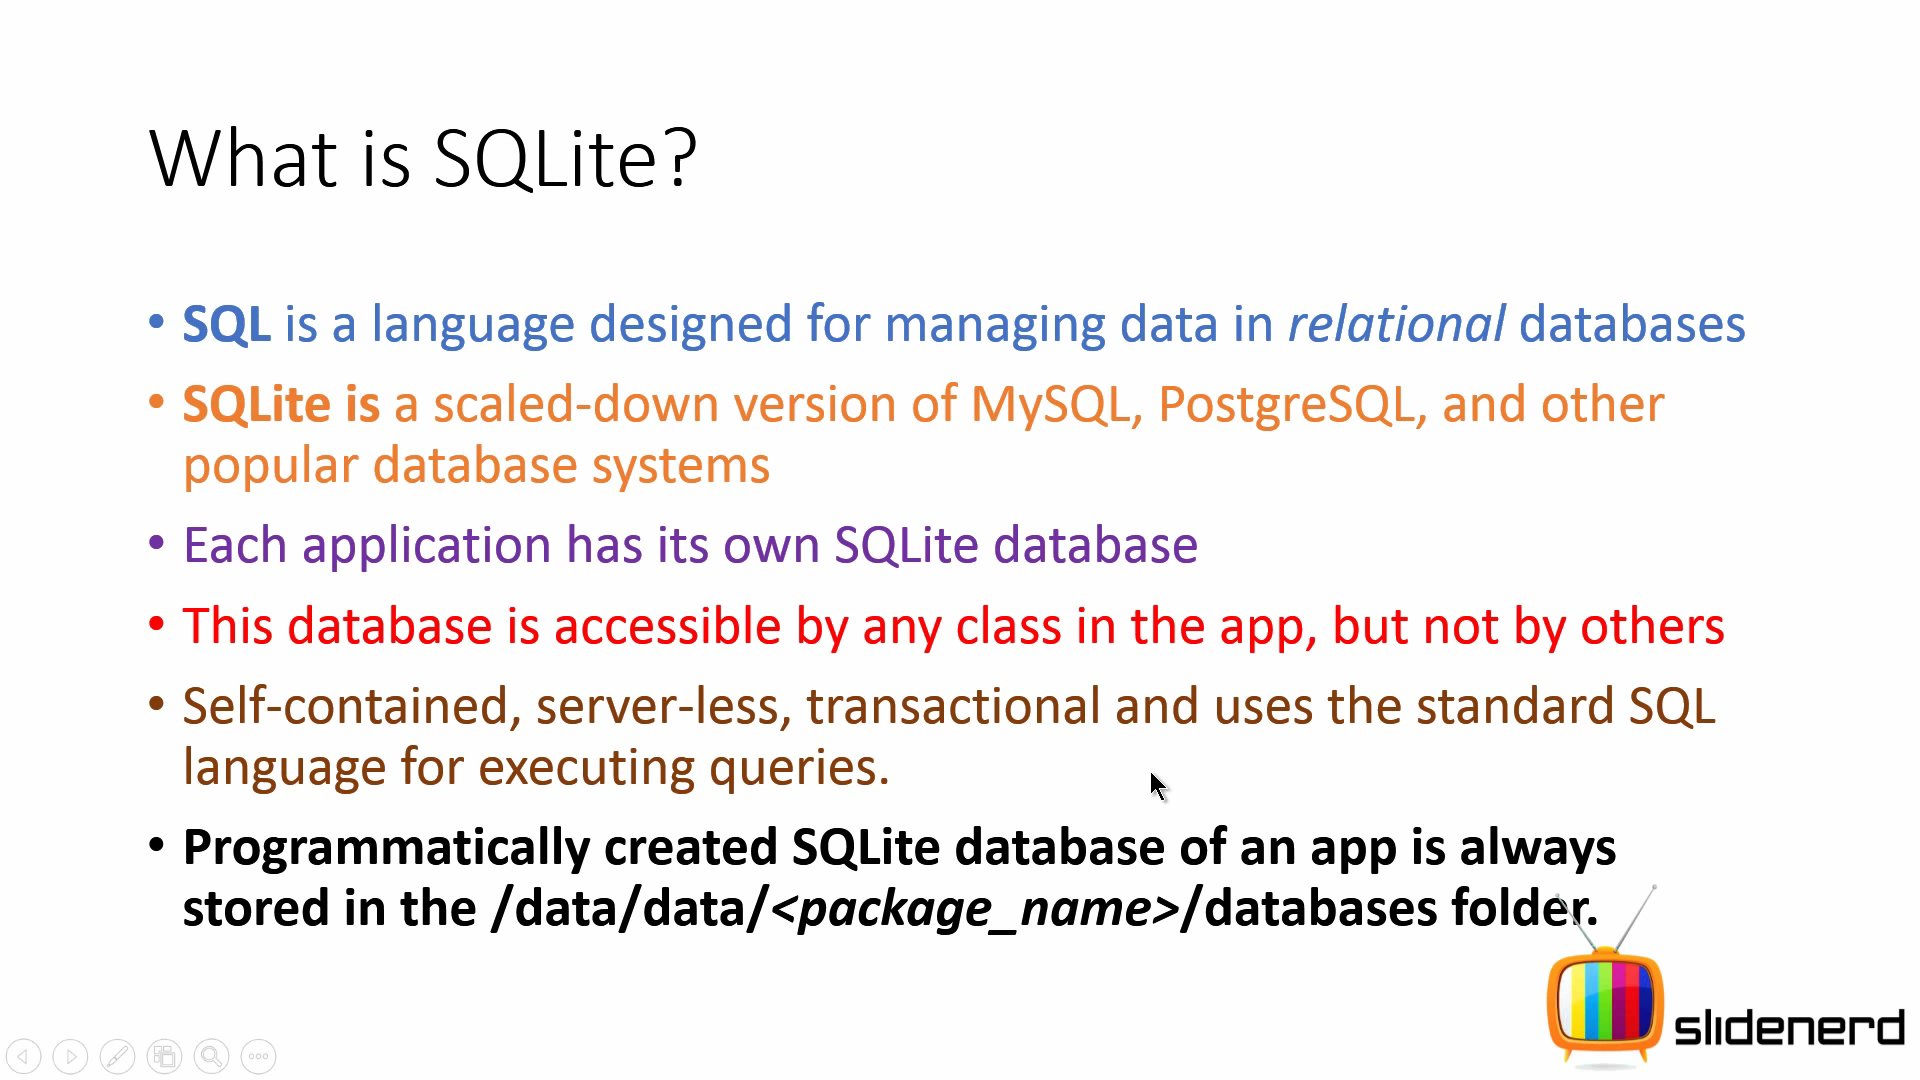 What is SQLite?
• SQL is a language designed for managing data in relational databases
• SQLite is a scaled-down version of MySQL, PostgreSQL, and other
popular database systems
• Each application has its own SQLite database
• This database is accessible by any class in the app, but not by others
• Self-contained, server-less, transactional and uses the standard SQL
language for executing queries.
• Programmatically created SQLite database of an app is always
stored in the /data/data/<package_name>/databases folder.
slidenerd